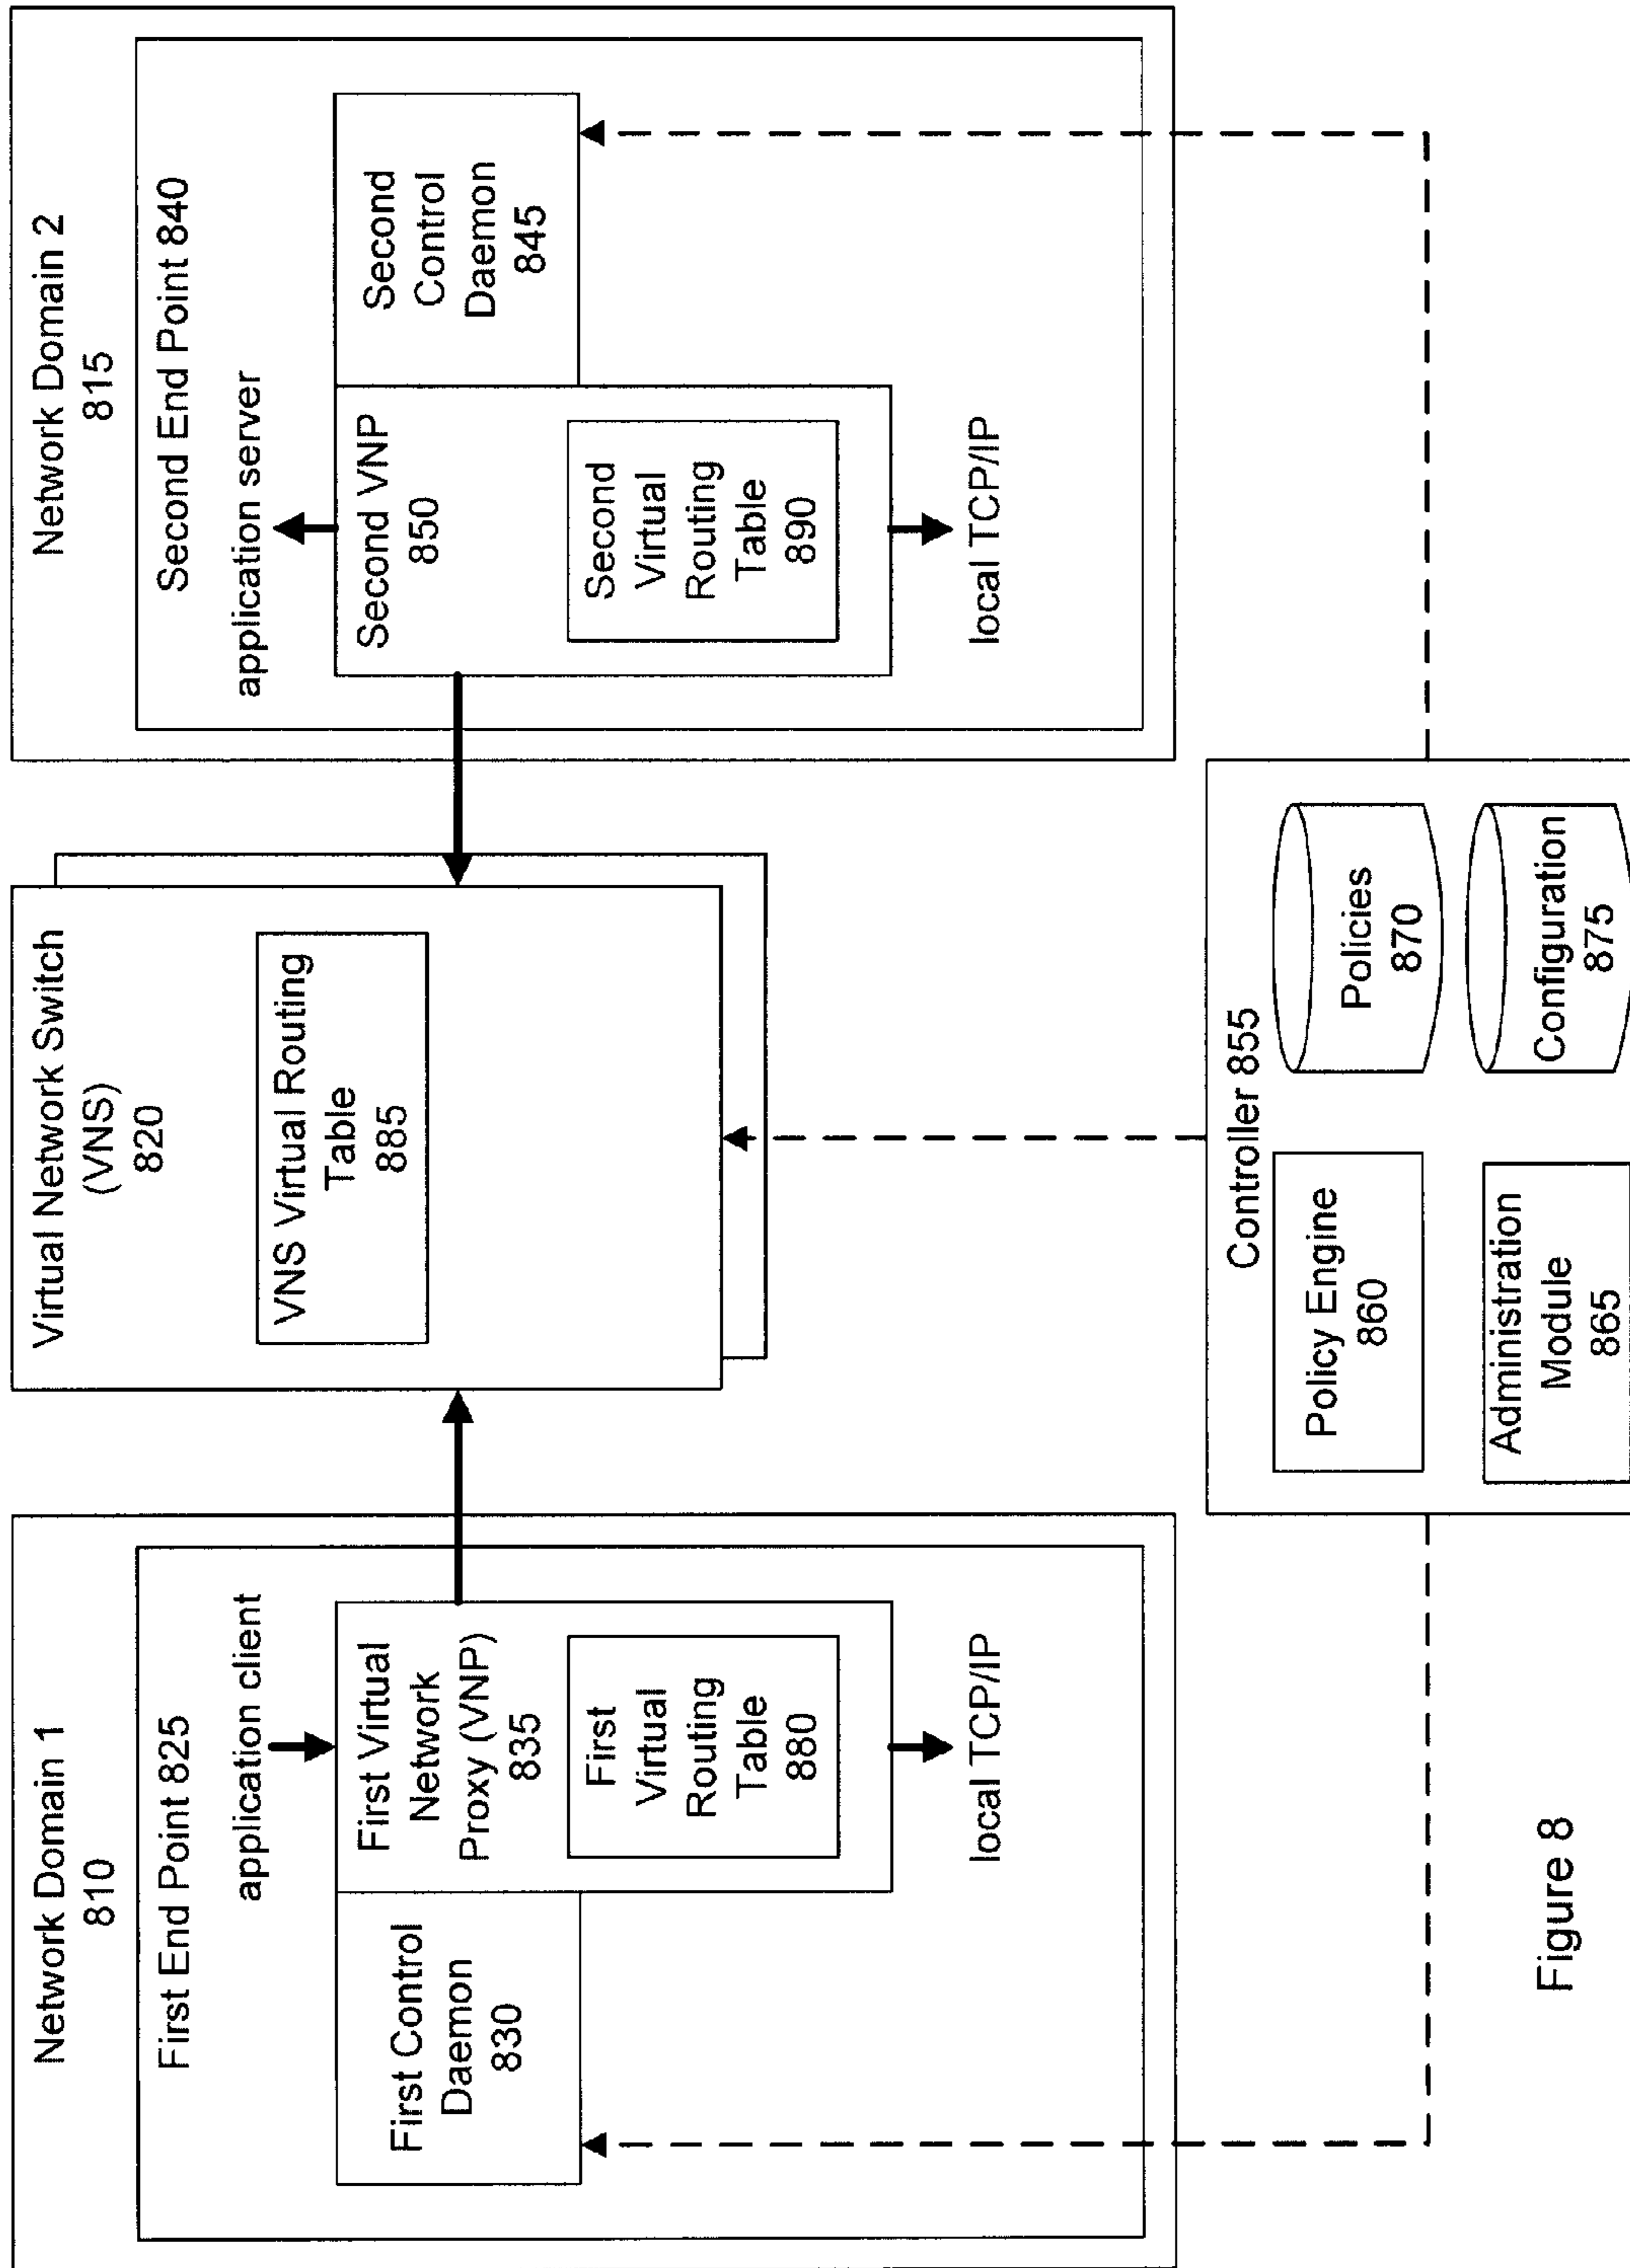 Network Domain 1
810
First End Point 825
application client
First Control
Daemon
830
First Virtual
Network
Proxy (VNP)
835
First
Virtual
Routing
Table
880
local TCP/IP
Virtual Network Switch
(VNS)
820
VNS Virtual Routing
Table
885
Network Domain 2
815
Second End Point 840
application server
Second VNP
850
Second
Virtual
Routing
Table
890
Second
Control
Daemon
845
local TCP/IP
Controller 855
Policy Engine
860
Policies
870
Administration
Module
865
Configuration
875
Figure 8